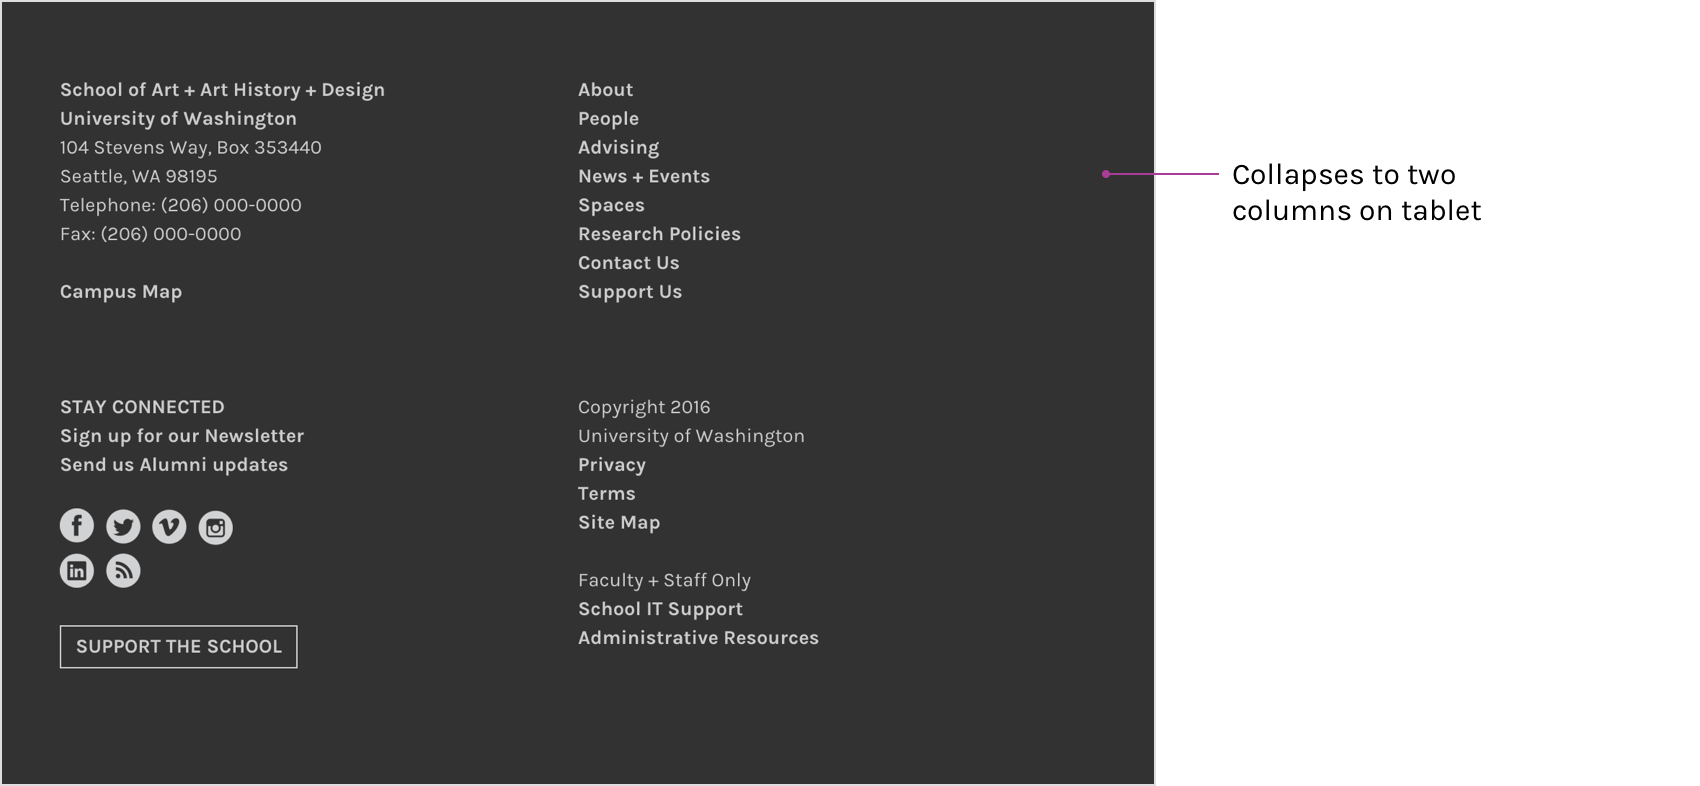 School of Art + Art History + Design
University of Washington
104 Stevens Way, Box 353440
Seattle, WA 98195
Telephone: (206) 000-0000
Fax: (206) 000-0000
Campus Map
About
People
Advising
News + Events
Spaces
Research Policies
Contact Us
Support Us
Collapses to two
columns on tablet
STAY CONNECTED
Sign up for our Newsletter
Send us Alumni updates
SUPPORT THE SCHOOL
Copyright 2016
University of Washington
Privacy
Terms
Site Map
Faculty + Staff Only
School IT Support
Administrative Resources